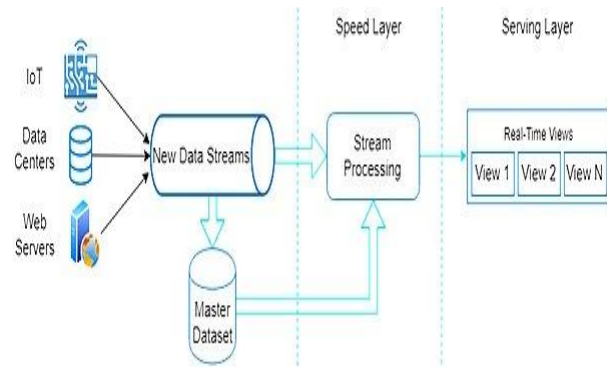 Speed Layer
Serving Layer
IoT
Data
Centers
Web
Servers
New Data Streams
Master
Dataset
Stream
Processing
Real-Time Views
View 1
View 2
View N